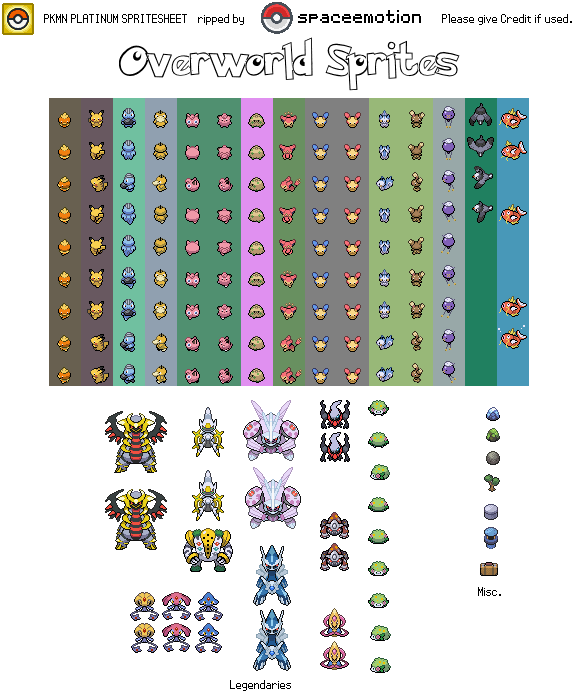 PKMN PLATINUM SPRITESHEET ripped by spaceemotion Please give Credit if used.
Overworld Sprites
Misc.
Legendaries